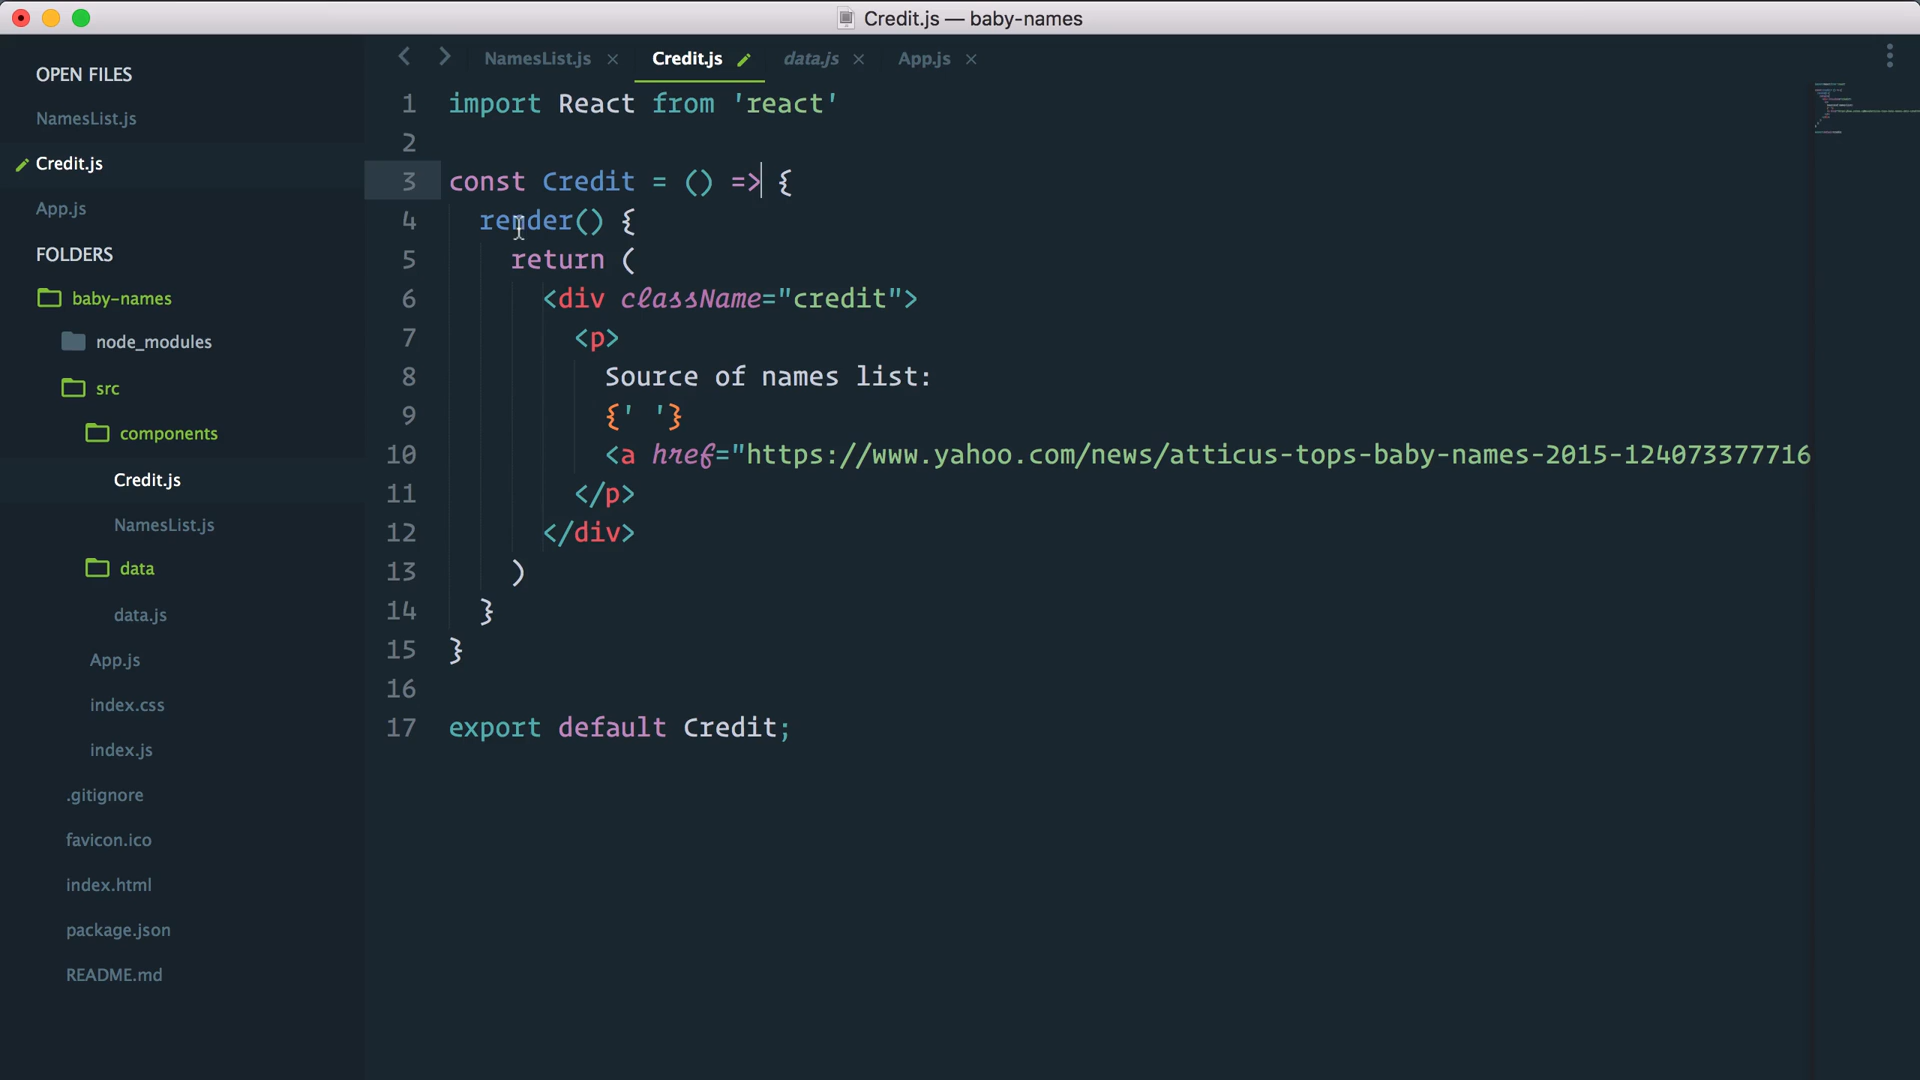 Credit.js — baby-names
OPEN FILES
NamesList.js
Credit.js
App.js
FOLDERS
baby-names
node_modules
src
components
Credit.js
NamesList.js
data
data.js
App.js
index.css
index.js
.gitignore
favicon.ico
index.html
package.json
README.md
NamesList.js × Credit.js data.js × App.js ×
1 import React from 'react'
2
3 const Credit = () => {
4 render() {
5 return (
6 <div className="credit">
7 <p>
8 Source of names list:
9 {' '}
10 <a href="https://www.yahoo.com/news/atticus-tops-baby-names-2015-124073377716
11 </p>
12 </div>
13 )
14 }
15 }
16
17 export default Credit;